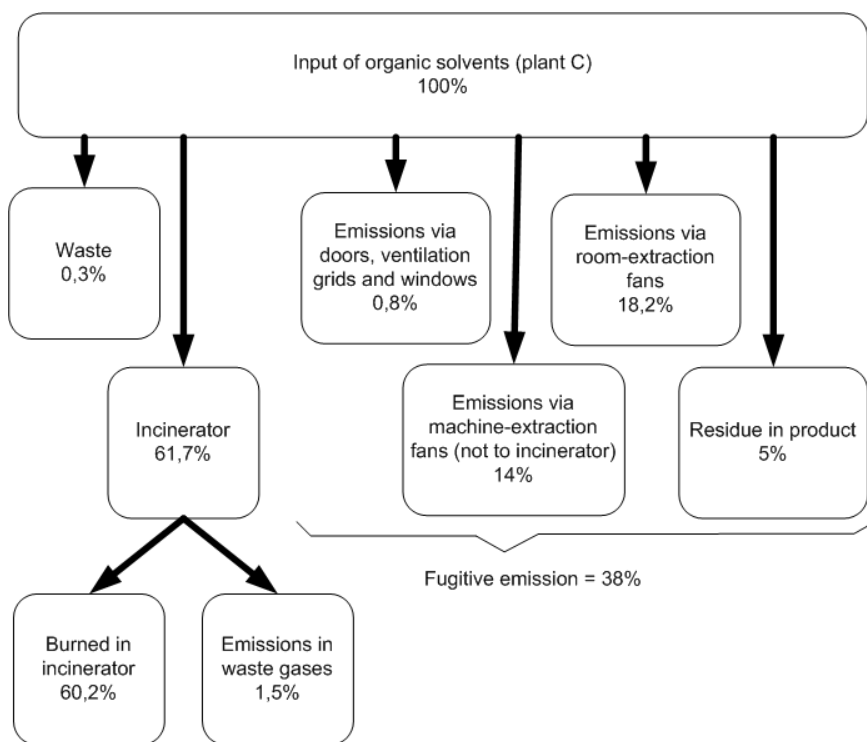 Input of organic solvents (plant C)
100%
Waste
0,3%
Emissions via
doors, ventilation
grids and windows
0,8%
Emissions via
room-extraction
fans
18,2%
Incinerator
61,7%
Emissions via
machine-extraction
fans (not to incinerator)
14%
Residue in product
5%
Fugitive emission = 38%
Burned in
incinerator
60,2%
Emissions in
waste gases
1,5%